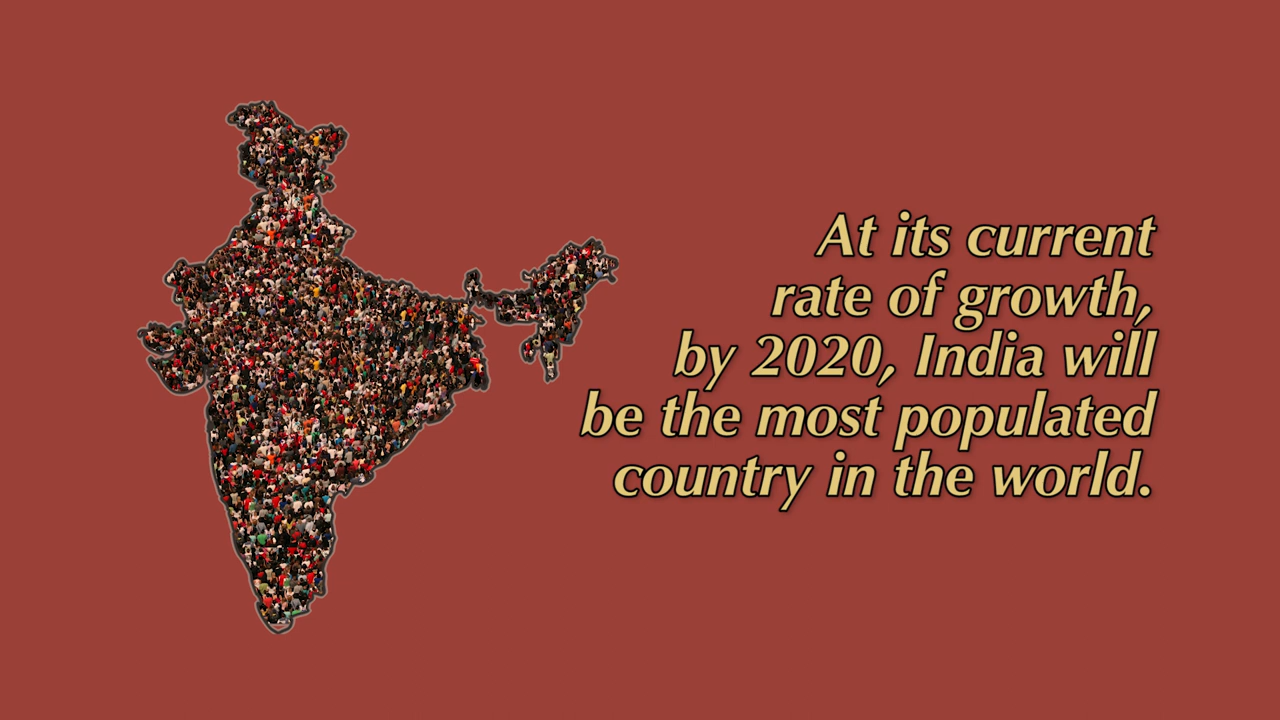 At its current
rate of growth,
by 2020, India will
be the most populated
country in the world.